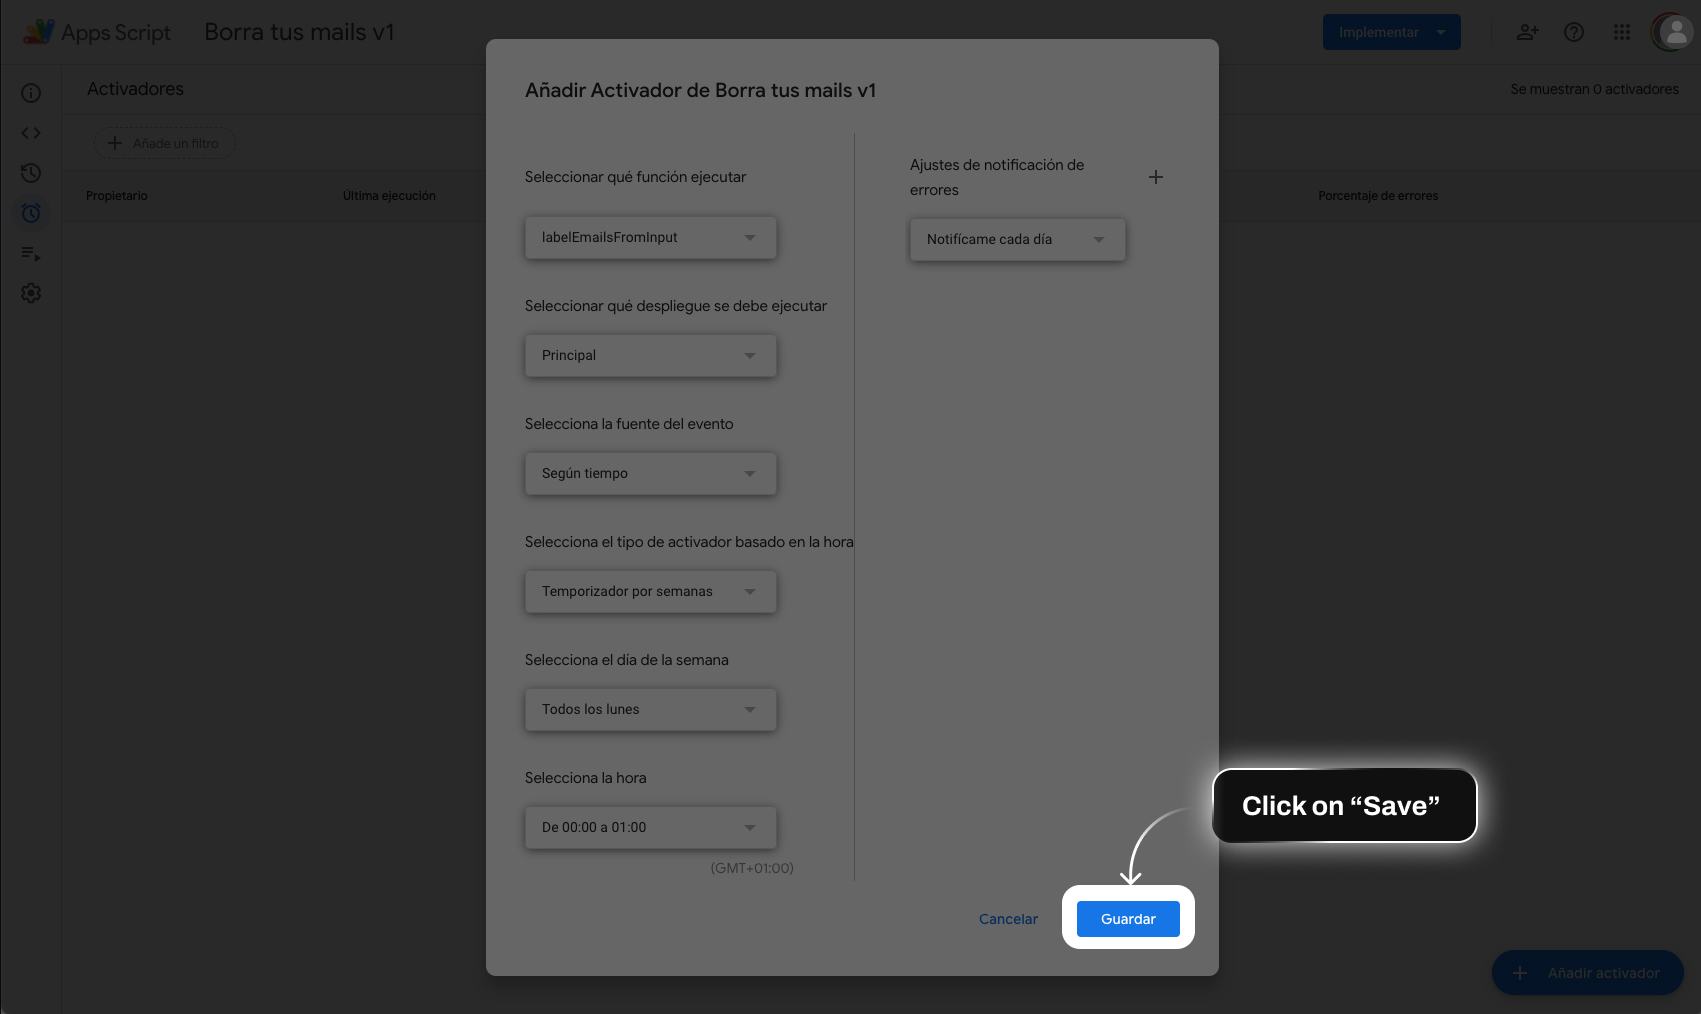 Apps Script
Borra tus mails v1
Implementar
Activadores
Se muestran 0 activadores
Añade un filtro
Propietario
Última ejecución
Porcentaje de errores
Añadir Activador de Borra tus mails v1
Seleccionar qué función ejecutar
labelEmailsFromInput
Seleccionar qué despliegue se debe ejecutar
Principal
Selecciona la fuente del evento
Según tiempo
Selecciona el tipo de activador basado en la hora
Temporizador por semanas
Selecciona el día de la semana
Todos los lunes
Selecciona la hora
De 00:00 a 01:00
(GMT+01:00)
Ajustes de notificación de
errores
Notifícame cada día
Click on “Save”
Cancelar
Guardar
Añadir activador